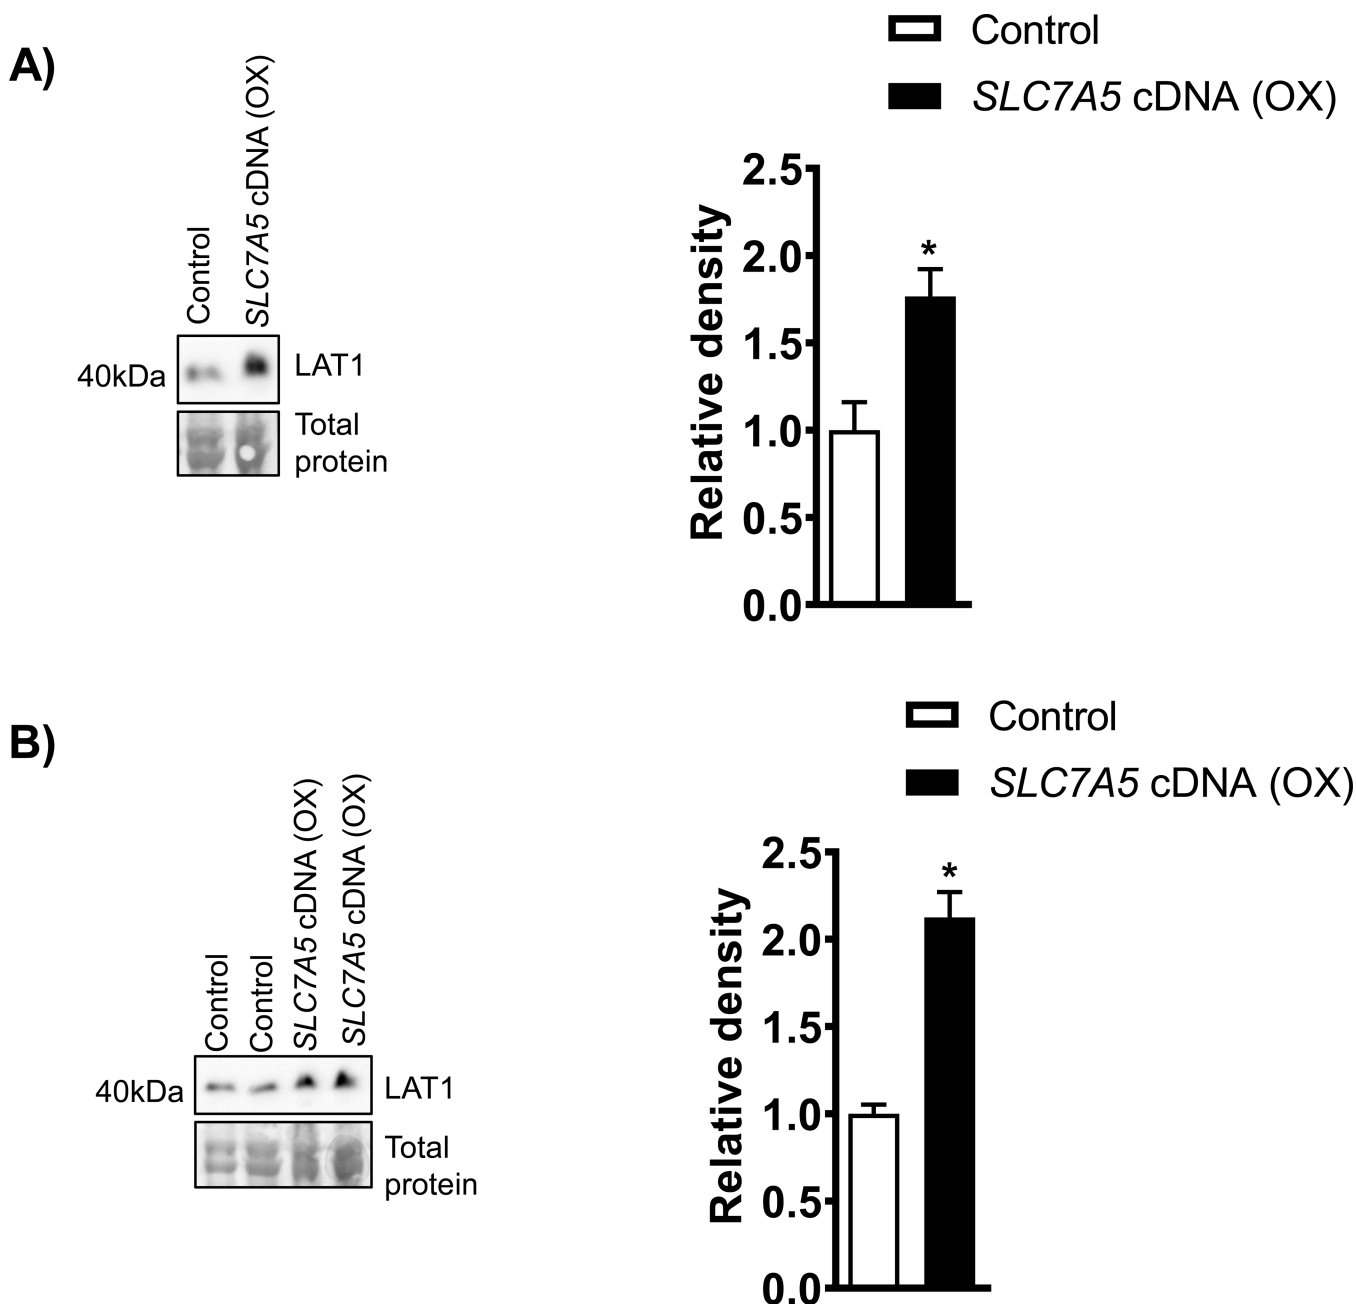 A)
Control
SLC7A5 cDNA (OX)
40kDa
LAT1
Total
protein
Control
SLC7A5 cDNA (OX)
Relative density
2.5
2.0
1.5
1.0
0.5
0.0
*
B)
Control
Control
SLC7A5 cDNA (OX)
SLC7A5 cDNA (OX)
40kDa
LAT1
Total
protein
Control
SLC7A5 cDNA (OX)
Relative density
2.5
2.0
1.5
1.0
0.5
0.0
*